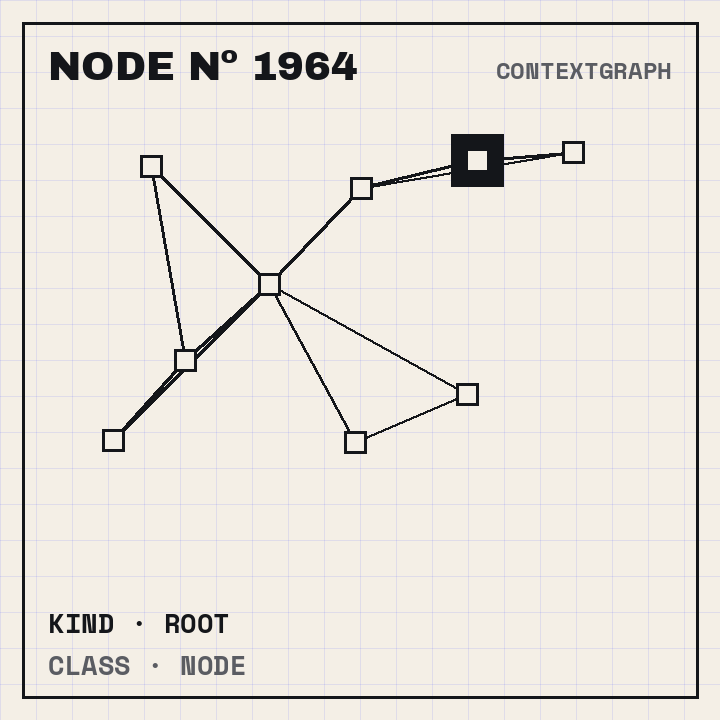 NODE Nº 1964
CONTEXTGRAPH
KIND · ROOT
CLASS · NODE